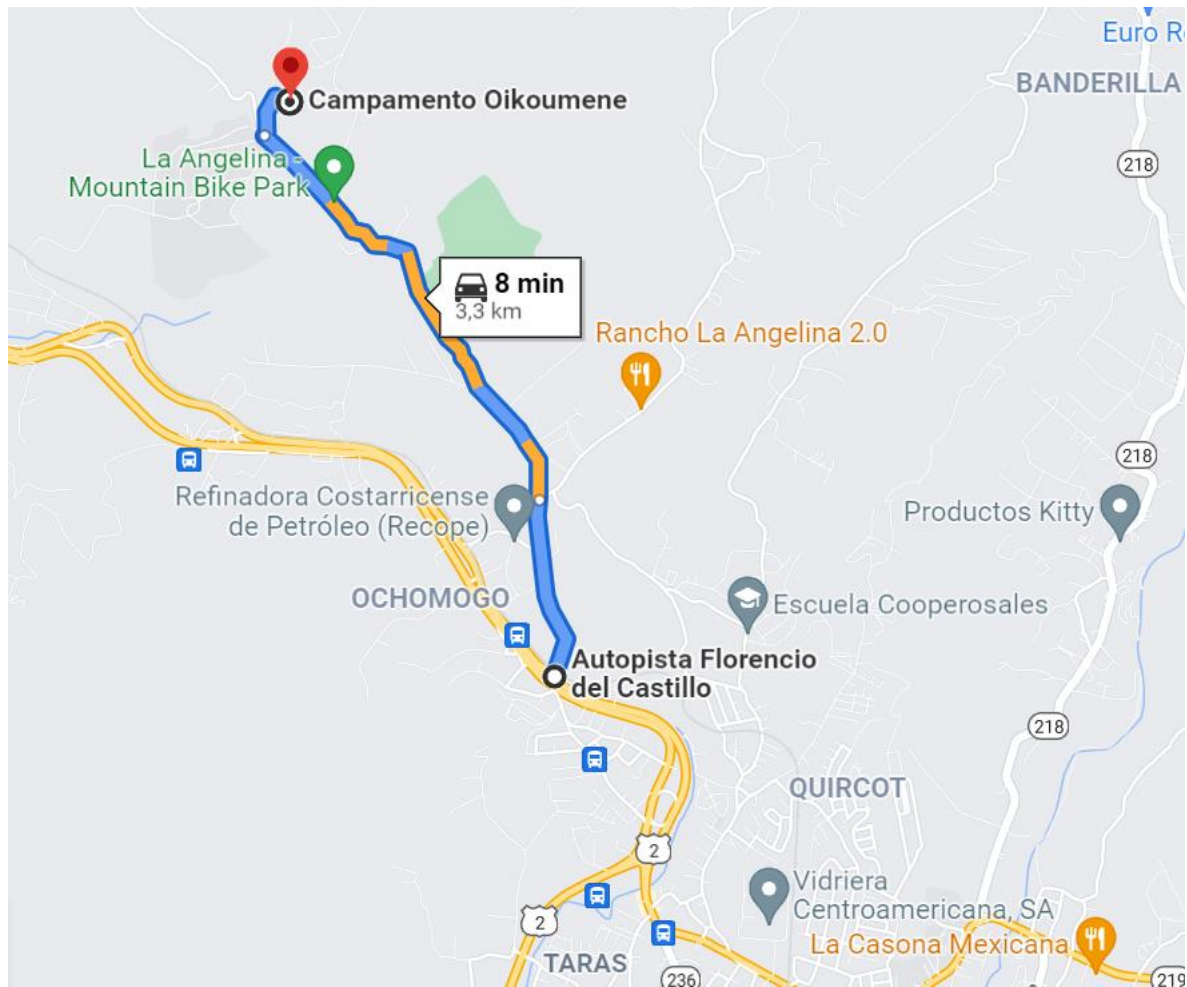 Euro R
BANDERILLA
Campamento Oikoumene
218
La Angelina -
Mountain Bike Park
8 min
3,3 km
Rancho La Angelina 2.0
218
Refinadora Costarricense
de Petróleo (Recope)
Productos Kitty
OCHOMOGO
Escuela Cooperosales
Autopista Florencio
del Castillo
218
QUIRCOT
2
Vidriera
Centroamericana, SA
2
La Casona Mexicana
TARAS
236
219